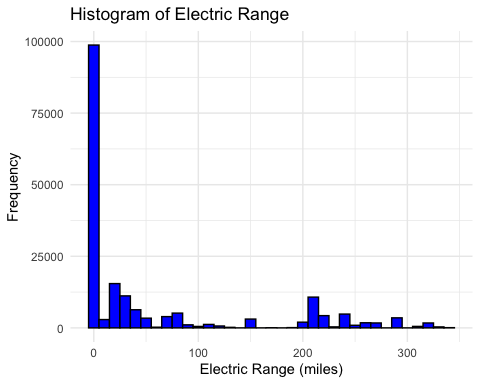 Histogram of Electric Range
100000
75000
50000
25000
0
Frequency
0 100 200 300
Electric Range (miles)